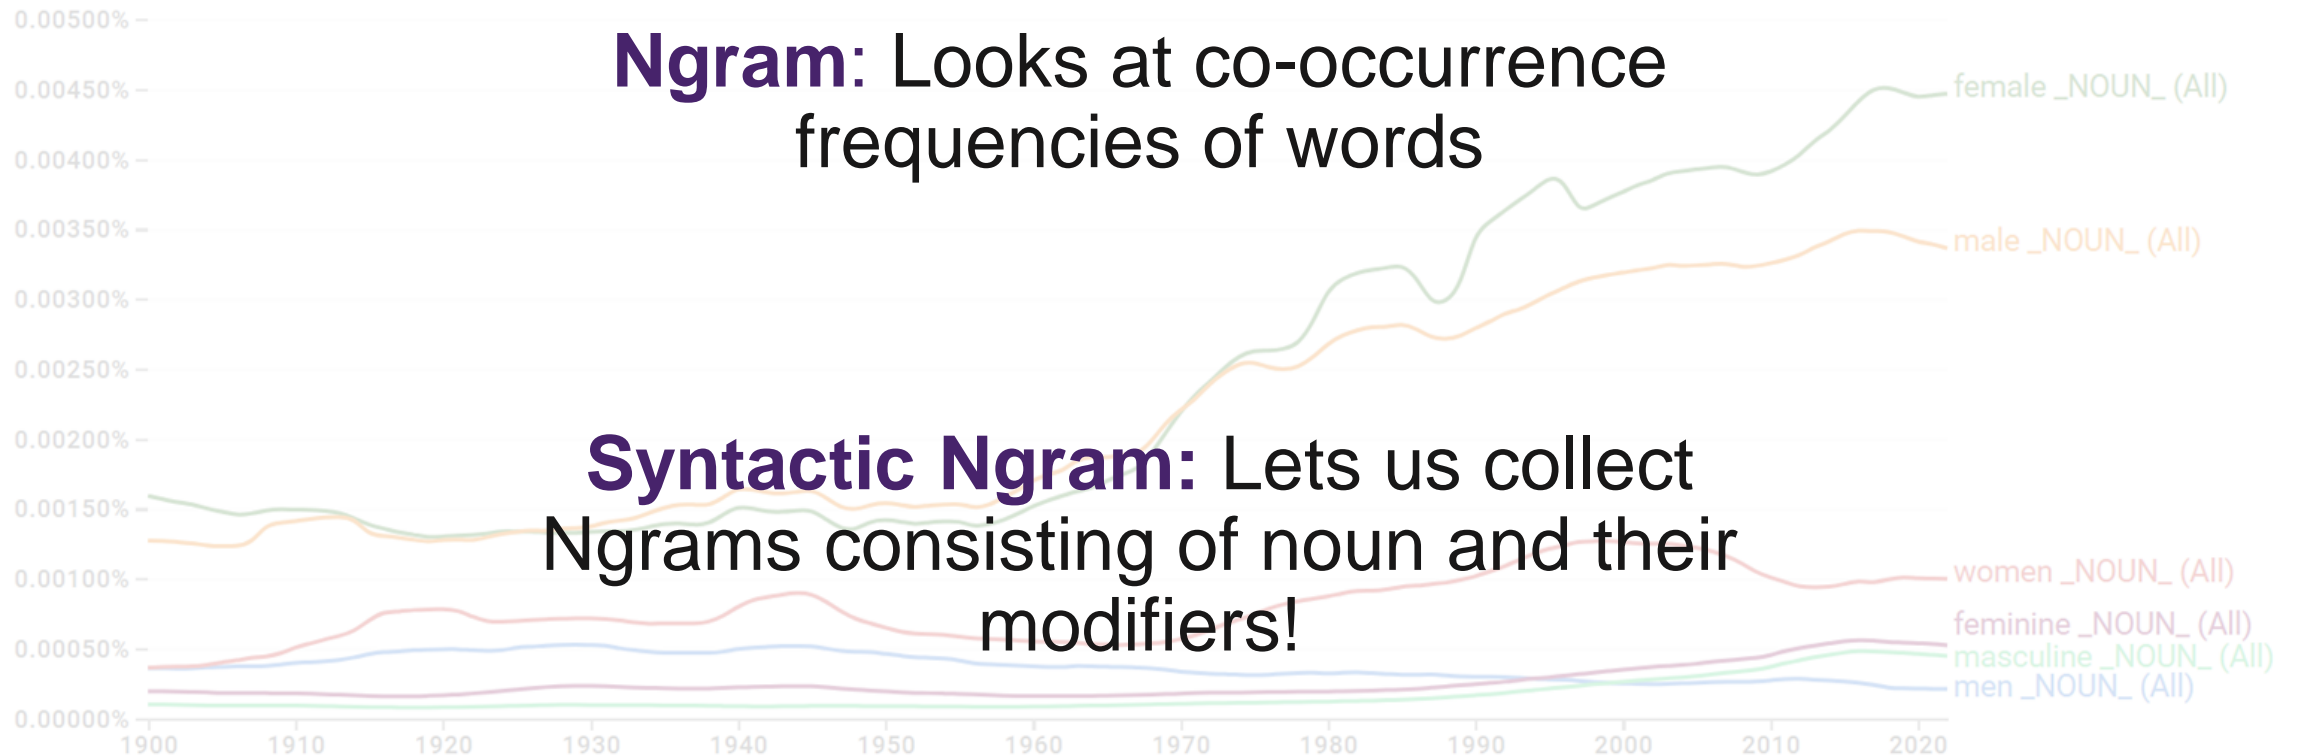 0.00500%
Ngram: Looks at co-occurrence
0.00450%
female _NOUN_ (All)
frequencies of words
0.00400%
0.00350%
male _NOUN_ (All)
0.00300%
0.00250%
0.00200%
Syntactic Ngram: Lets us collect
0.00150%
Ngrams consisting of noun and their
0.00100%
women _NOUN_ (All)
modifiers!
feminine _NOUN_ (All)
0.00050%
masculine _NOUN_ (All)
men _NOUN_ (All)
0.00000%
1900 1910 1920 1930 1940 1950 1960 1970 1980 1990 2000 2010 2020